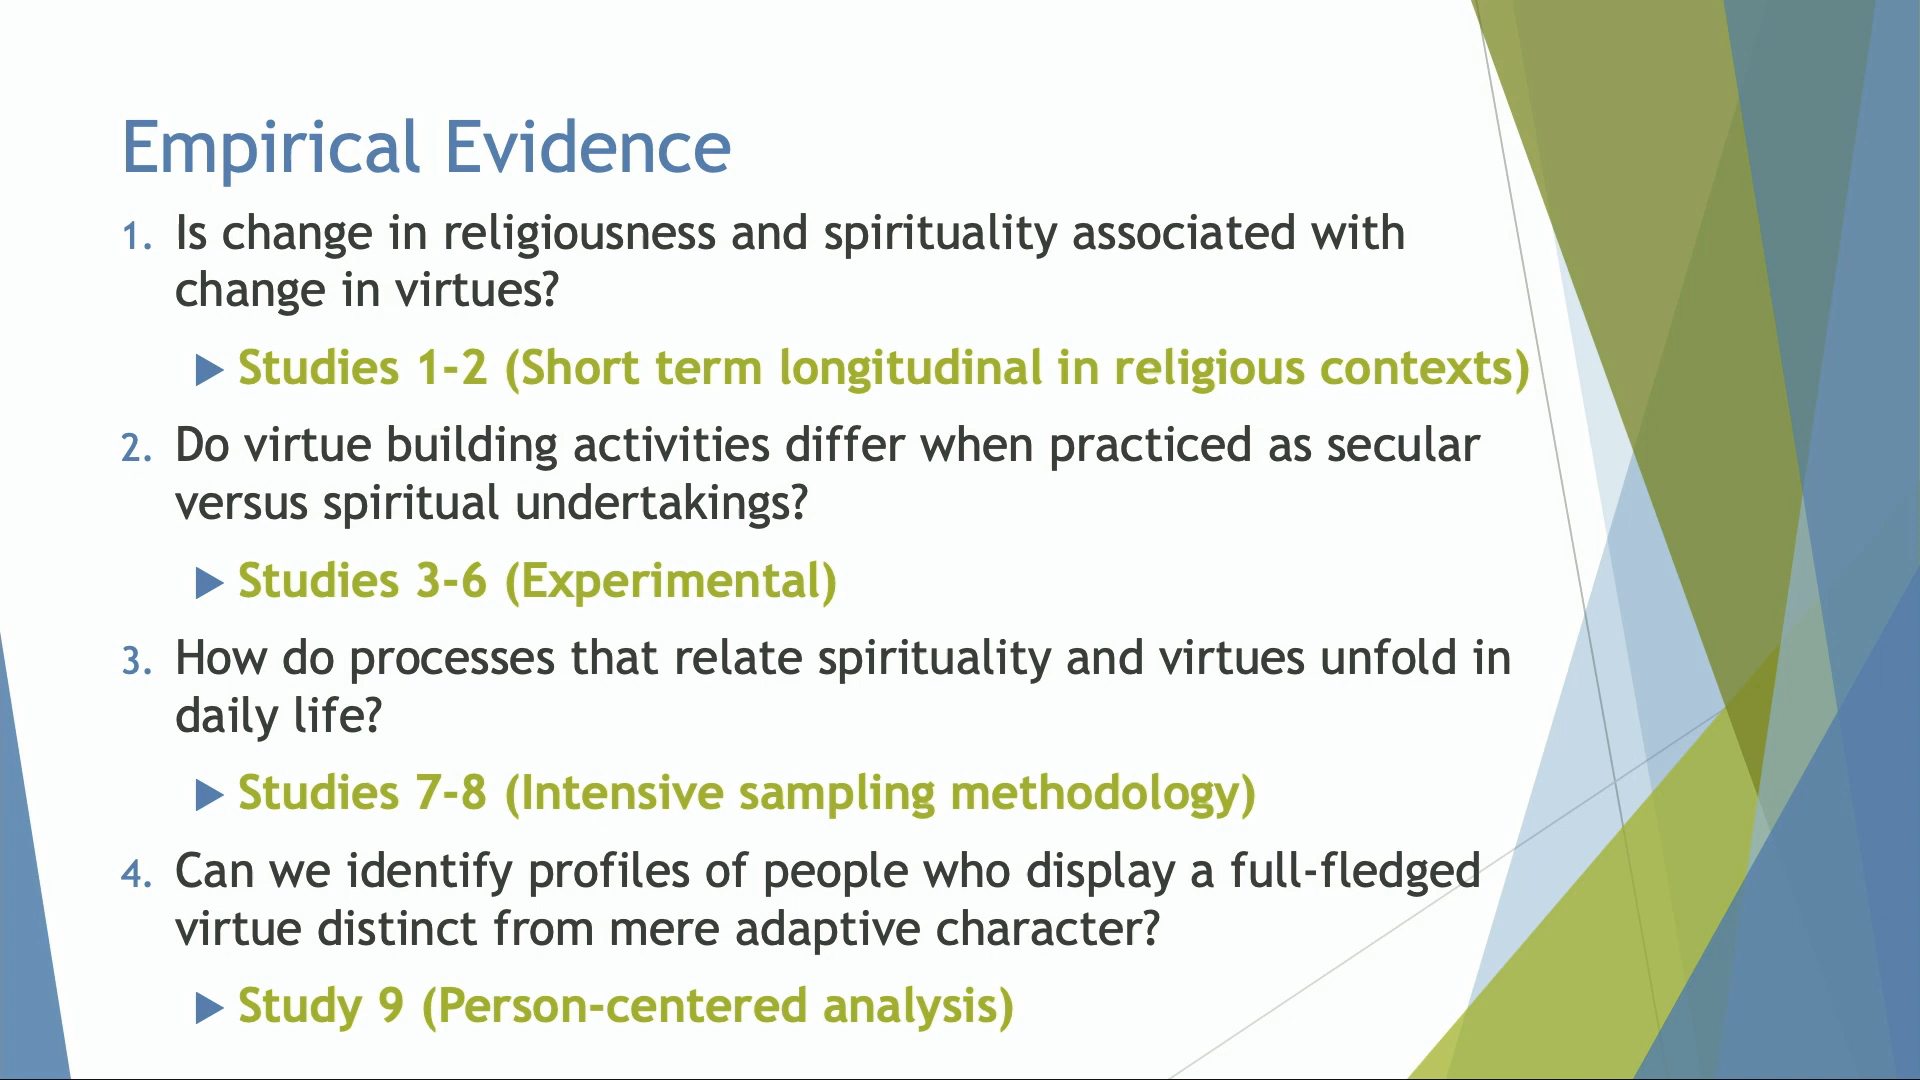 Empirical Evidence
1. Is change in religiousness and spirituality associated with
change in virtues?
Studies 1-2 (Short term longitudinal in religious contexts)
2. Do virtue building activities differ when practiced as secular
versus spiritual undertakings?
Studies 3-6 (Experimental)
3. How do processes that relate spirituality and virtues unfold in
daily life?
Studies 7-8 (Intensive sampling methodology)
4. Can we identify profiles of people who display a full-fledged
virtue distinct from mere adaptive character?
Study 9 (Person-centered analysis)